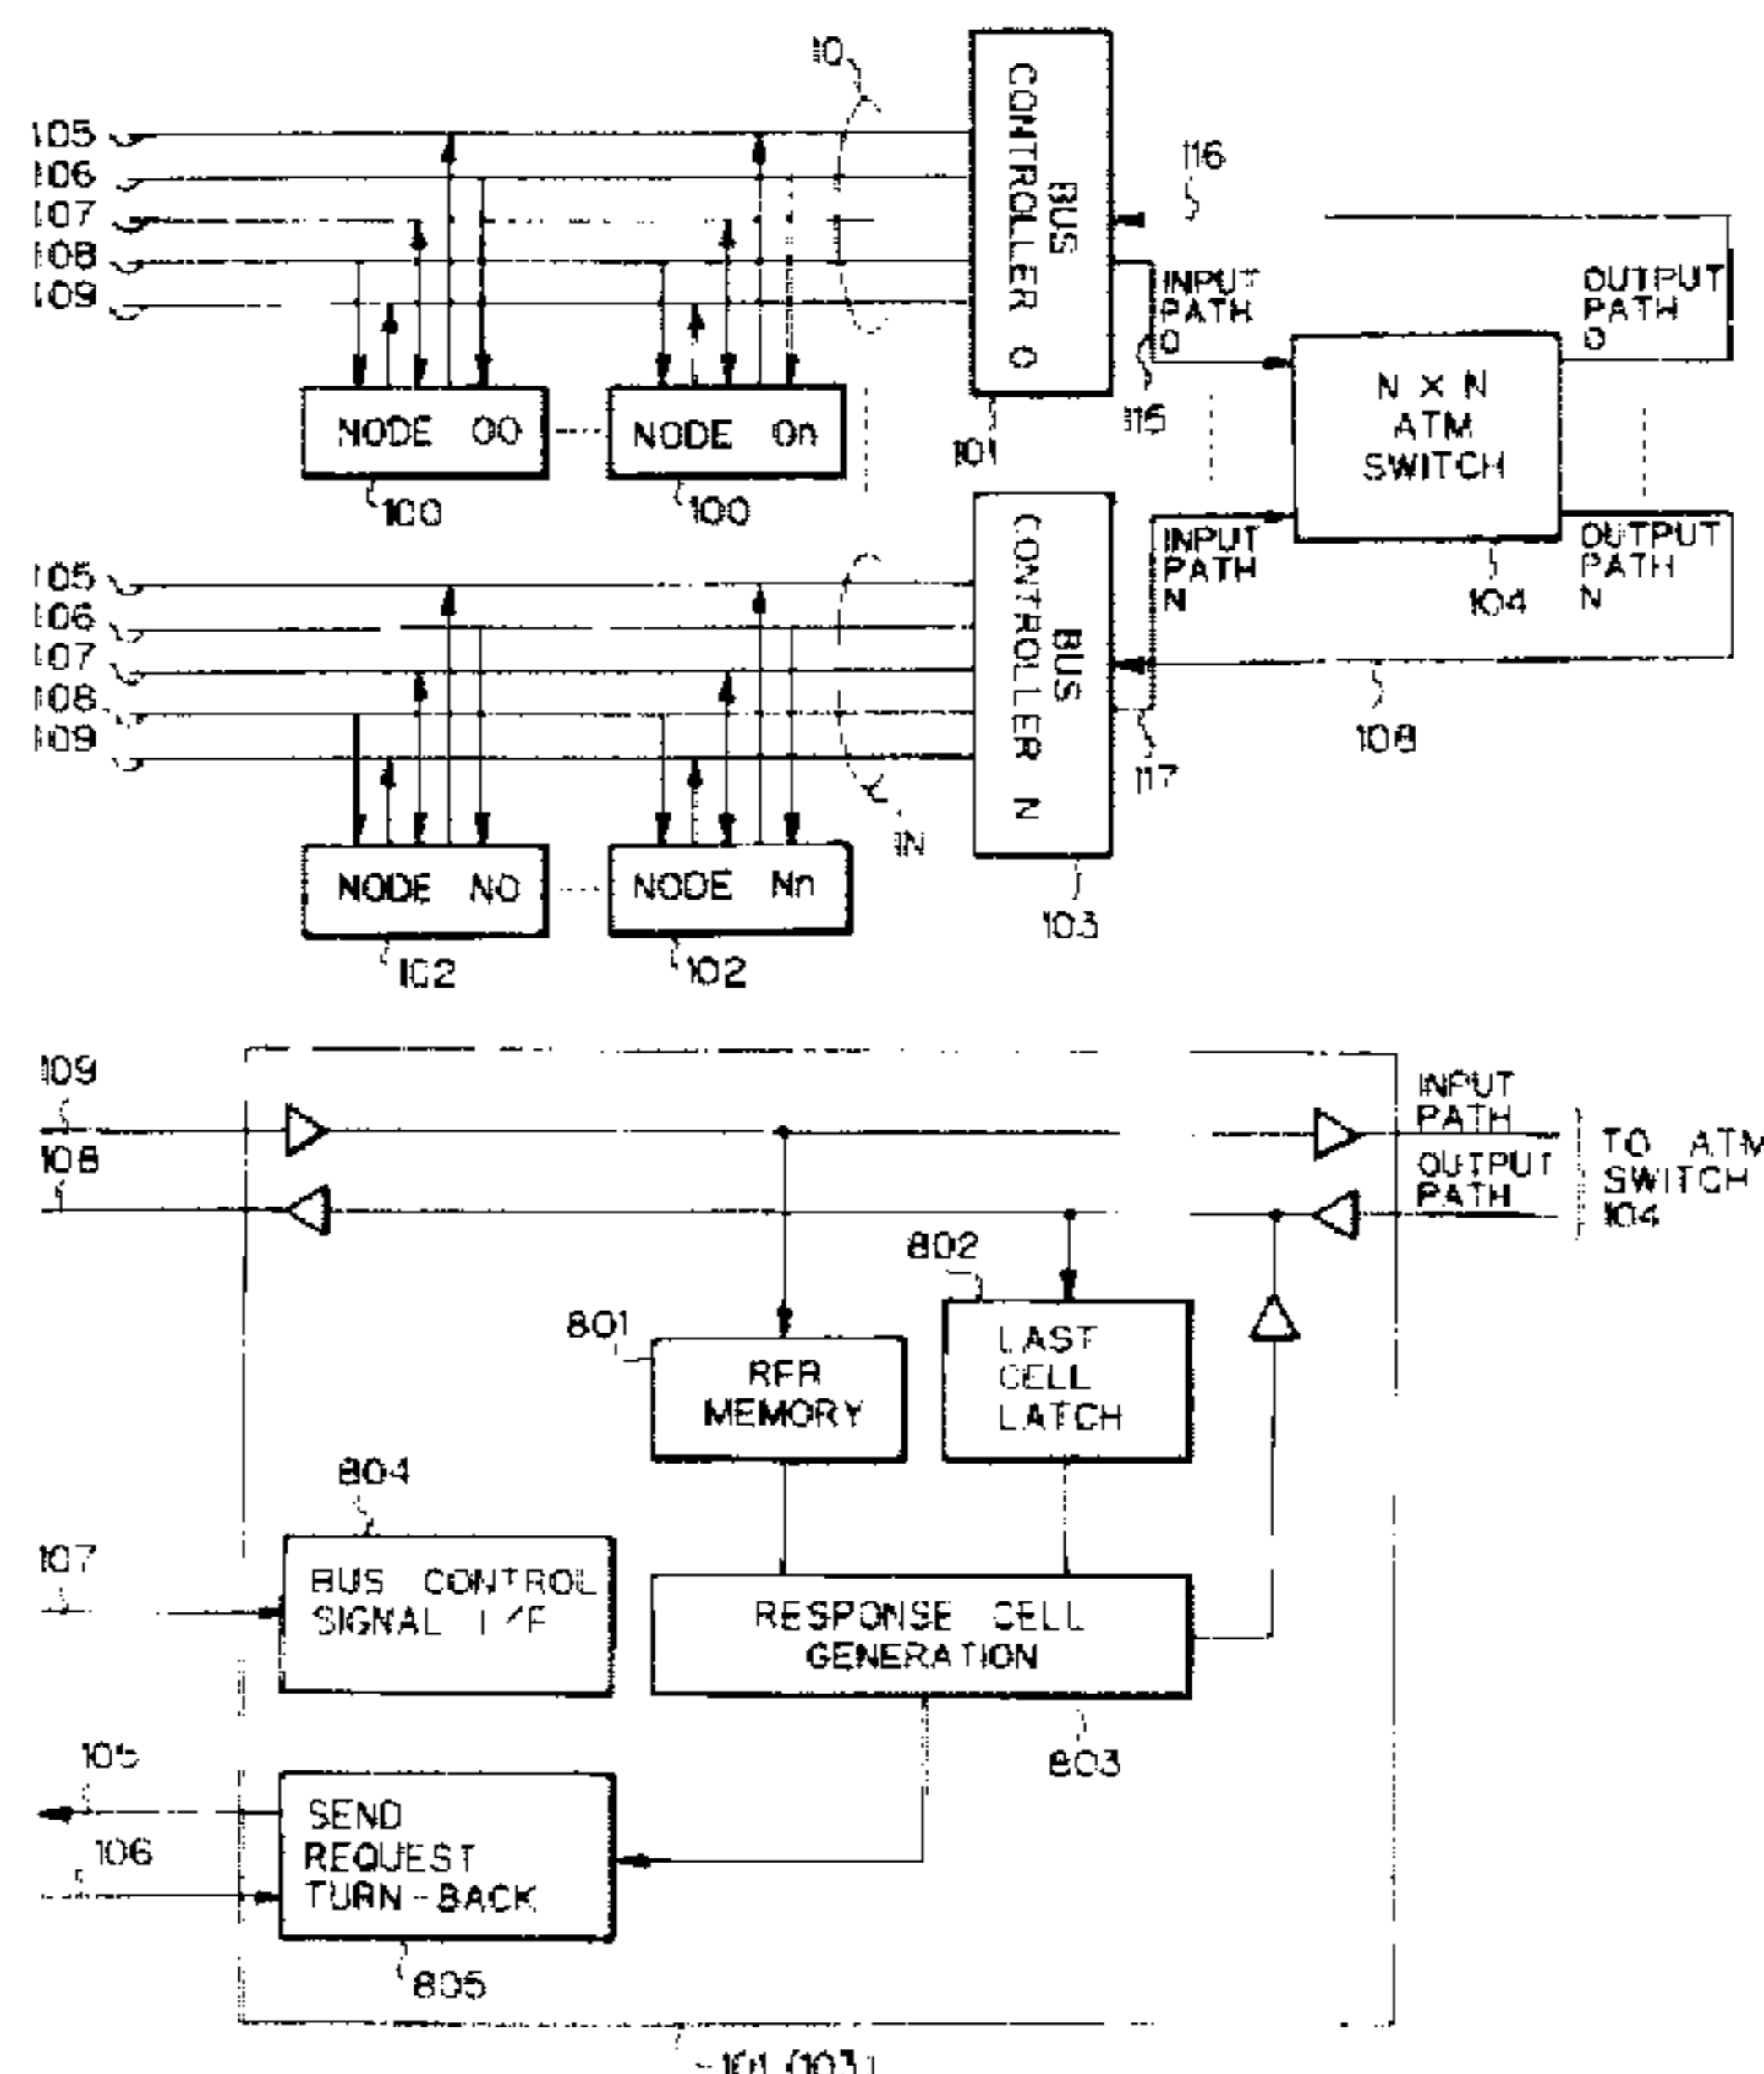 10
CONTROLLER 0
BUS
105
106
107
108
109
116
INPUT
PATH
0
OUTPUT
PATH
0
N X N
ATM
SWITCH
NODE 00
NODE 0n
115
101
100
100
INPUT
PATH
N
OUTPUT
PATH
N
104
CONTROLLER N
BUS
105
106
107
108
109
108
117
1N
NODE N0
NODE Nn
103
102
102
109
108
INPUT
PATH
OUTPUT
PATH
TO ATM
SWITCH
104
802
801
LAST
CELL
LATCH
RFR
MEMORY
804
107
BUS CONTROL
SIGNAL I/F
RESPONSE CELL
GENERATION
803
105
106
SEND
REQUEST
TURN-BACK
805
101 (103)